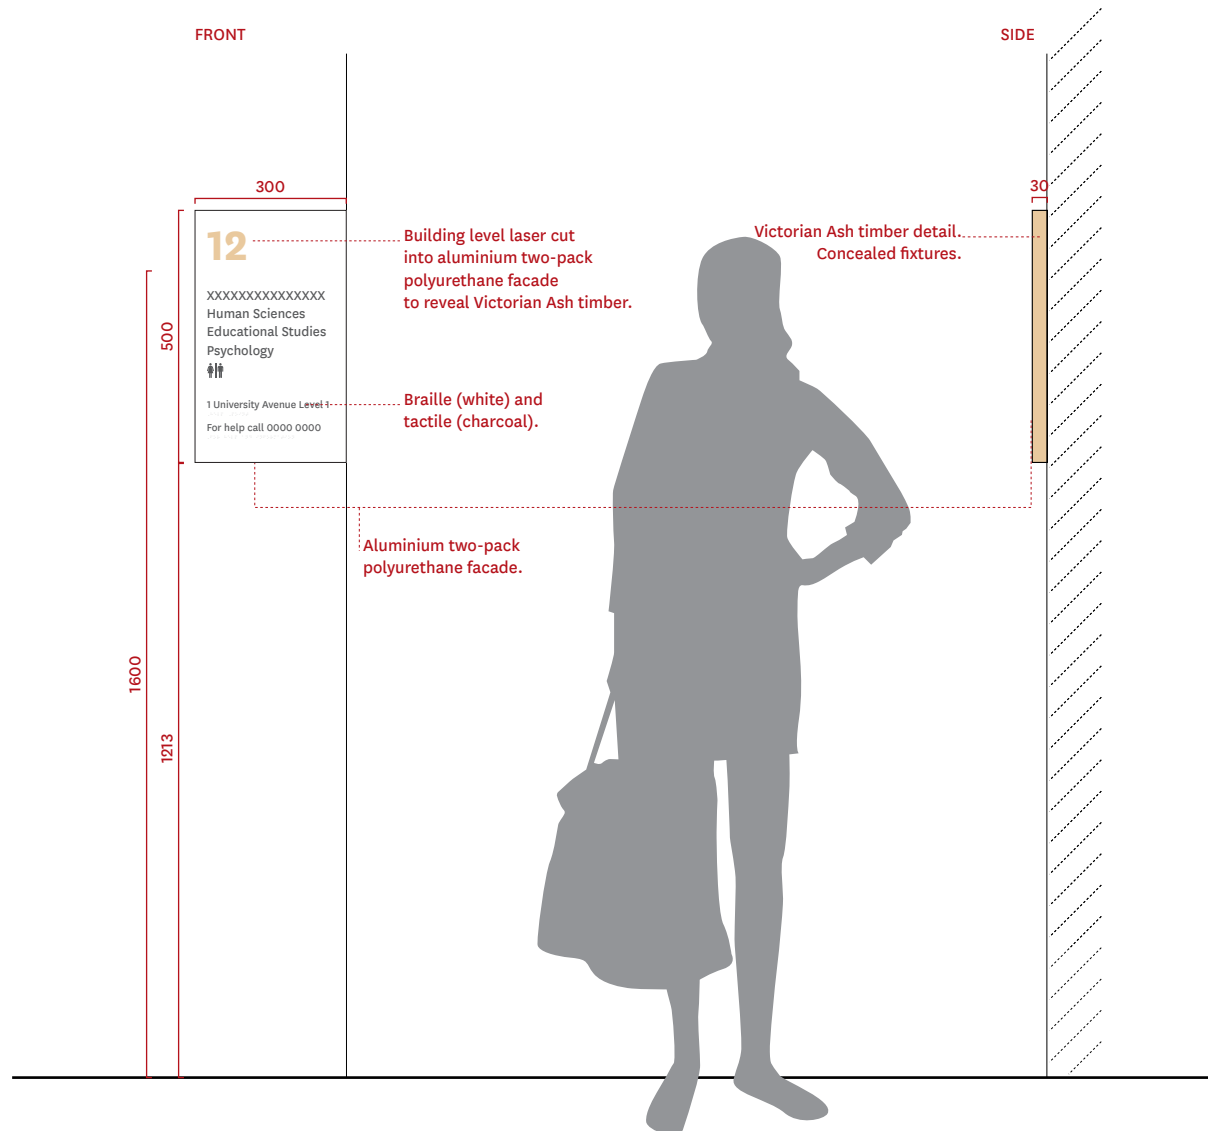 FRONT
SIDE
300
30
12
Building level laser cut
into aluminium two-pack
polyurethane facade
to reveal Victorian Ash timber.
Victorian Ash timber detail.
Concealed fixtures.
XXXXXXXXXXXXXXX
Human Sciences
Educational Studies
Psychology
500
1 University Avenue Level 1
For help call 0000 0000
Braille (white) and
tactile (charcoal).
Aluminium two-pack
polyurethane facade.
1600
1213